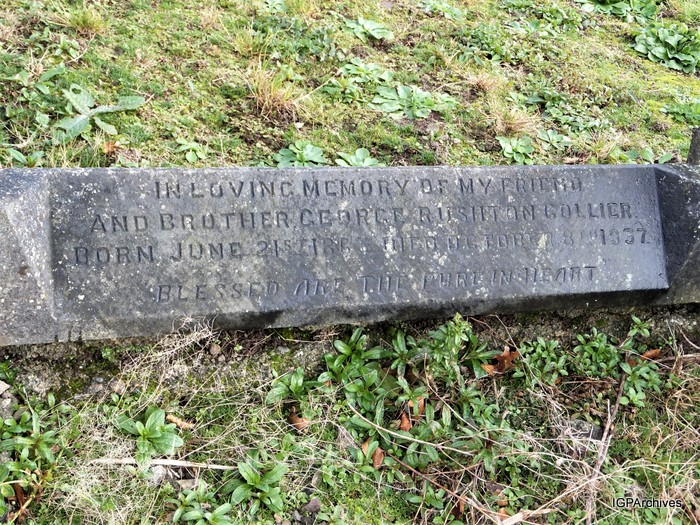 IN LOVING MEMORY OF MY FRIEND
AND BROTHER, GEORGE RUSHTON COLLIER.
BORN JUNE 21ST DIED OCTOBER 8TH 1937.
BLESSED ARE THE PURE IN HEART
IGPArchives